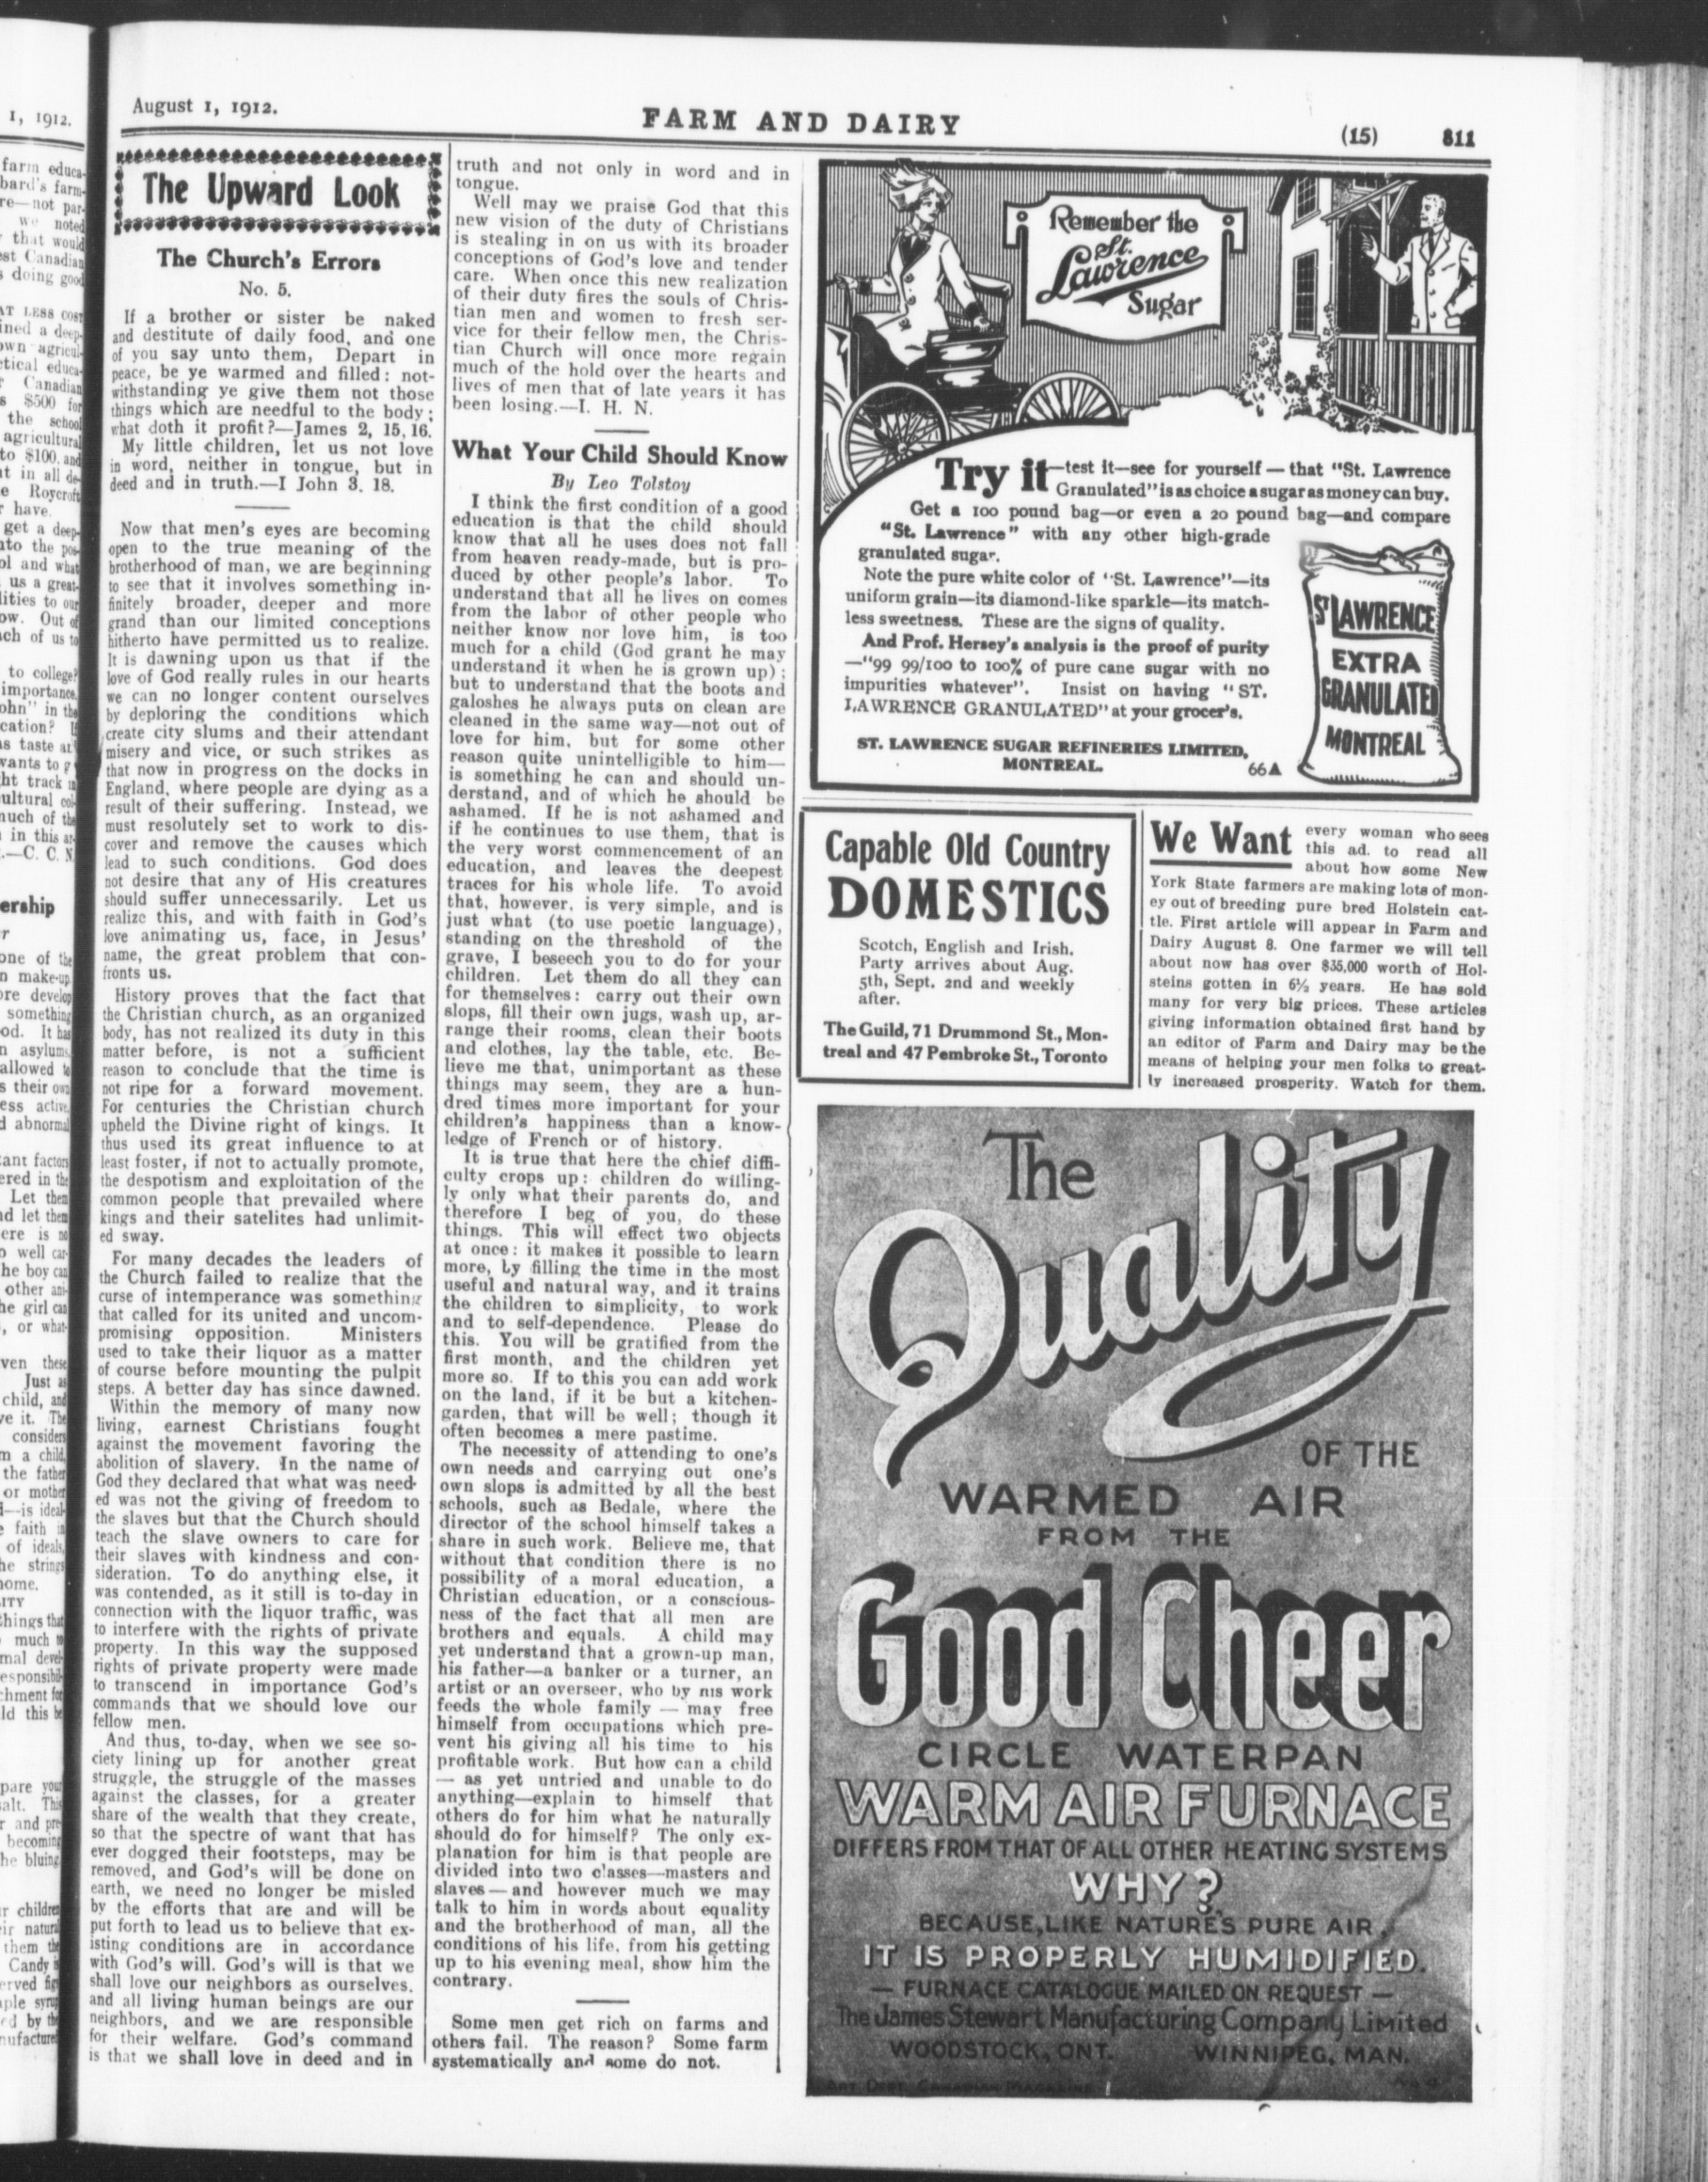 August 1, 1912.
FARM AND DAIRY
(15) 811
The Upward Look
The Church's Errors
No. 5.
If a brother or sister be naked
and destitute of daily food, and one
of you say unto them, Depart in
peace, be ye warmed and filled: not-
withstanding ye give them not those
things which are needful to the body;
what doth it profit?—James 2, 15, 16.
My little children, let us not love
in word, neither in tongue, but in
deed and in truth.—I John 3. 18.
Now that men's eyes are becoming
open to the true meaning of the
brotherhood of man, we are beginning
to see that it involves something in-
finitely broader, deeper and more
grand than our limited conceptions
hitherto have permitted us to realize.
It is dawning upon us that if the
love of God really rules in our hearts
we can no longer content ourselves
by deploring the conditions which
create city slums and their attendant
misery and vice, or such strikes as
that now in progress on the docks in
England, where people are dying as a
result of their suffering. Instead, we
must resolutely set to work to dis-
cover and remove the causes which
lead to such conditions. God does
not desire that any of His creatures
should suffer unnecessarily. Let us
realize this, and with faith in God's
love animating us, face, in Jesus'
name, the great problem that con-
fronts us.
History proves that the fact that
the Christian church, as an organized
body, has not realized its duty in this
matter before, is not a sufficient
reason to conclude that the time is
not ripe for a forward movement.
For centuries the Christian church
upheld the Divine right of kings. It
thus used its great influence to at
least foster, if not to actually promote,
the despotism and exploitation of the
common people that prevailed where
kings and their satelites had unlimit-
ed sway.
For many decades the leaders of
the Church failed to realize that the
curse of intemperance was something
that called for its united and uncom-
promising opposition. Ministers
used to take their liquor as a matter
of course before mounting the pulpit
steps. A better day has since dawned.
Within the memory of many now
living, earnest Christians fought
against the movement favoring the
abolition of slavery. In the name of
God they declared that what was need-
ed was not the giving of freedom to
the slaves but that the Church should
teach the slave owners to care for
their slaves with kindness and con-
sideration. To do anything else, it
was contended, as it still is to-day in
connection with the liquor traffic, was
to interfere with the rights of private
property. In this way the supposed
rights of private property were made
to transcend in importance God's
commands that we should love our
fellow men.
And thus, to-day, when we see so-
ciety lining up for another great
struggle, the struggle of the masses
against the classes, for a greater
share of the wealth that they create,
so that the spectre of want that has
ever dogged their footsteps, may be
removed, and God's will be done on
earth, we need no longer be misled
by the efforts that are and will be
put forth to lead us to believe that ex-
isting conditions are in accordance
with God's will. God's will is that we
shall love our neighbors as ourselves,
and all living human beings are our
neighbors, and we are responsible
for their welfare. God's command
is that we shall love in deed and in
truth and not only in word and in
tongue.
Well may we praise God that this
new vision of the duty of Christians
is stealing in on us with its broader
conceptions of God's love and tender
care. When once this new realization
of their duty fires the souls of Chris-
tian men and women to fresh ser-
vice for their fellow men, the Chris-
tian Church will once more regain
much of the hold over the hearts and
lives of men that of late years it has
been losing.—I. H. N.
What Your Child Should Know
By Leo Tolstoy
I think the first condition of a good
education is that the child should
know that all he uses does not fall
from heaven ready-made, but is pro-
duced by other people's labor. To
understand that all he lives on comes
from the labor of other people who
neither know nor love him, is too
much for a child (God grant he may
understand it when he is grown up);
but to understand that the boots and
galoshes he always puts on clean are
cleaned in the same way—not out of
love for him, but for some other
reason quite unintelligible to him—
is something he can and should un-
derstand, and of which he should be
ashamed. If he is not ashamed and
if he continues to use them, that is
the very worst commencement of an
education, and leaves the deepest
traces for his whole life. To avoid
that, however, is very simple, and is
just what (to use poetic language),
standing on the threshold of the
grave, I beseech you to do for your
children. Let them do all they can
for themselves: carry out their own
slops, fill their own jugs, wash up, ar-
range their rooms, clean their boots
and clothes, lay the table, etc. Be-
lieve me that, unimportant as these
things may seem, they are a hun-
dred times more important for your
children's happiness than a know-
ledge of French or of history.
It is true that here the chief diffi-
culty crops up: children do willing-
ly only what their parents do, and
therefore I beg of you, do these
things. This will effect two objects
at once: it makes it possible to learn
more, by filling the time in the most
useful and natural way, and it trains
the children to simplicity, to work
and to self-dependence. Please do
this. You will be gratified from the
first month, and the children yet
more so. If to this you can add work
on the land, if it be but a kitchen-
garden, that will be well; though it
often becomes a mere pastime.
The necessity of attending to one's
own needs and carrying out one's
own slops is admitted by all the best
schools, such as Bedale, where the
director of the school himself takes a
share in such work. Believe me, that
without that condition there is no
possibility of a moral education, a
Christian education, or a conscious-
ness of the fact that all men are
brothers and equals. A child may
yet understand that a grown-up man,
his father—a banker or a turner, an
artist or an overseer, who by his work
feeds the whole family — may free
himself from occupations which pre-
vent his giving all his time to his
profitable work. But how can a child
— as yet untried and unable to do
anything—explain to himself that
others do for him what he naturally
should do for himself? The only ex-
planation for him is that people are
divided into two classes—masters and
slaves — and however much we may
talk to him in words about equality
and the brotherhood of man, all the
conditions of his life, from his getting
up to his evening meal, show him the
contrary.
Some men get rich on farms and
others fail. The reason? Some farm
systematically and some do not.
Remember the
St.
Lawrence
Sugar
Try it—test it—see for yourself — that "St. Lawrence
Granulated" is as choice a sugar as money can buy.
Get a 100 pound bag—or even a 20 pound bag—and compare
"St. Lawrence" with any other high-grade
granulated sugar.
Note the pure white color of "St. Lawrence"—its
uniform grain—its diamond-like sparkle—its match-
less sweetness. These are the signs of quality.
And Prof. Hersey's analysis is the proof of purity
—"99 99/100 to 100% of pure cane sugar with no
impurities whatever". Insist on having "ST.
LAWRENCE GRANULATED" at your grocer's.
ST. LAWRENCE SUGAR REFINERIES LIMITED,
MONTREAL.
66A
ST LAWRENCE
EXTRA
GRANULATED
MONTREAL
Capable Old Country
DOMESTICS
Scotch, English and Irish.
Party arrives about Aug.
5th, Sept. 2nd and weekly
after.
The Guild, 71 Drummond St., Mon-
treal and 47 Pembroke St., Toronto
We Want every woman who sees
this ad. to read all
about how some New
York State farmers are making lots of mon-
ey out of breeding pure bred Holstein cat-
tle. First article will appear in Farm and
Dairy August 8. One farmer we will tell
about now has over $35,000 worth of Hol-
steins gotten in 6½ years. He has sold
many for very big prices. These articles
giving information obtained first hand by
an editor of Farm and Dairy may be the
means of helping your men folks to great-
ly increased prosperity. Watch for them.
The
Quality
OF THE
WARMED AIR
FROM THE
Good Cheer
CIRCLE WATERPAN
WARM AIR FURNACE
DIFFERS FROM THAT OF ALL OTHER HEATING SYSTEMS
WHY?
BECAUSE, LIKE NATURE'S PURE AIR,
IT IS PROPERLY HUMIDIFIED.
— FURNACE CATALOGUE MAILED ON REQUEST —
The James Stewart Manufacturing Company Limited
WOODSTOCK, ONT. WINNIPEG, MAN.